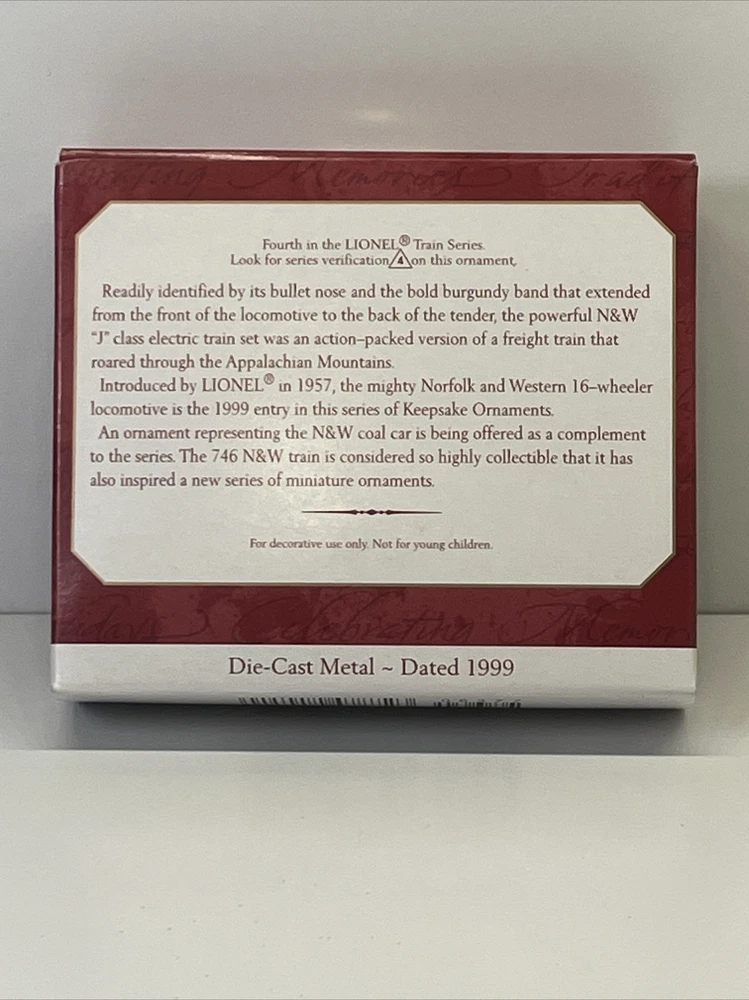 Memories Tradit
Fourth in the LIONEL® Train Series.
Look for series verification 4 on this ornament.
Readily identified by its bullet nose and the bold burgundy band that extended
from the front of the locomotive to the back of the tender, the powerful N&W
"J" class electric train set was an action–packed version of a freight train that
roared through the Appalachian Mountains.
Introduced by LIONEL® in 1957, the mighty Norfolk and Western 16–wheeler
locomotive is the 1999 entry in this series of Keepsake Ornaments.
An ornament representing the N&W coal car is being offered as a complement
to the series. The 746 N&W train is considered so highly collectible that it has
also inspired a new series of miniature ornaments.
For decorative use only. Not for young children.
Celebrating Memor
Die-Cast Metal ~ Dated 1999